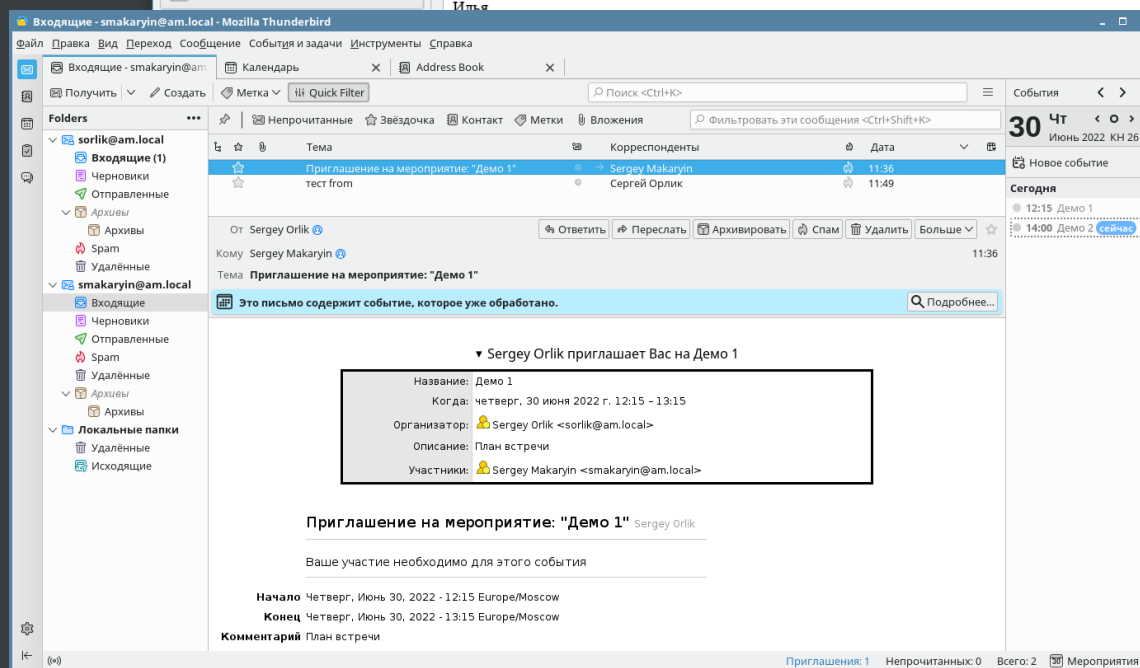 Илья
Входящие - smakaryin@am.local - Mozilla Thunderbird
Файл Правка Вид Переход Сообщение События и задачи Инструменты Справка
Входящие - smakaryin@am
Календарь
Address Book
Получить Создать Метка Quick Filter
Поиск <Ctrl+K>
События
Folders
Непрочитанные Звёздочка Контакт Метки Вложения
Фильтровать эти сообщения <Ctrl+Shift+K>
30 Чт
Июнь 2022 КН 26
Новое событие
Сегодня
12:15 Демо 1
14:00 Демо 2 сейчас
sorlik@am.local
Входящие (1)
Черновики
Отправленные
Архивы
Архивы
Spam
Удалённые
smakaryin@am.local
Входящие
Черновики
Отправленные
Spam
Удалённые
Архивы
Архивы
Локальные папки
Удалённые
Исходящие
Тема Корреспонденты Дата
Приглашение на мероприятие: "Демо 1" Sergey Makaryin 11:36
тест from Сергей Орлик 11:49
От Sergey Orlik
Ответить Переслать Архивировать Спам Удалить Больше
Кому Sergey Makaryin 11:36
Тема Приглашение на мероприятие: "Демо 1"
Это письмо содержит событие, которое уже обработано. Подробнее...
Sergey Orlik приглашает Вас на Демо 1
Название: Демо 1
Когда: четверг, 30 июня 2022 г. 12:15 – 13:15
Организатор: Sergey Orlik <sorlik@am.local>
Описание: План встречи
Участники: Sergey Makaryin <smakaryin@am.local>
Приглашение на мероприятие: "Демо 1" Sergey Orlik
Ваше участие необходимо для этого события
Начало Четверг, Июнь 30, 2022 - 12:15 Europe/Moscow
Конец Четверг, Июнь 30, 2022 - 13:15 Europe/Moscow
Комментарий План встречи
Приглашения: 1 Непрочитанных: 0 Всего: 2 30 Мероприятия